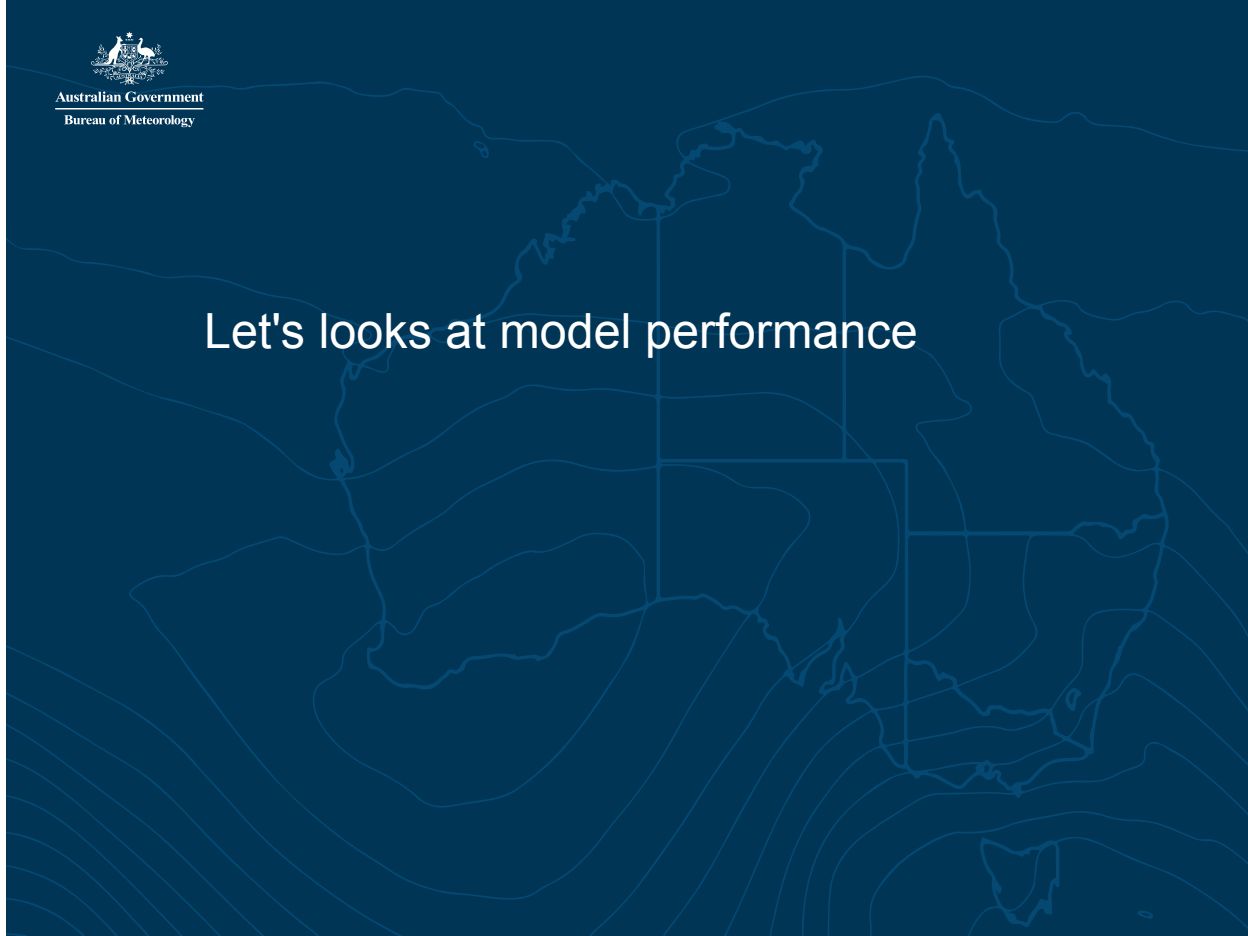 Australian Government
Bureau of Meteorology
Let's looks at model performance